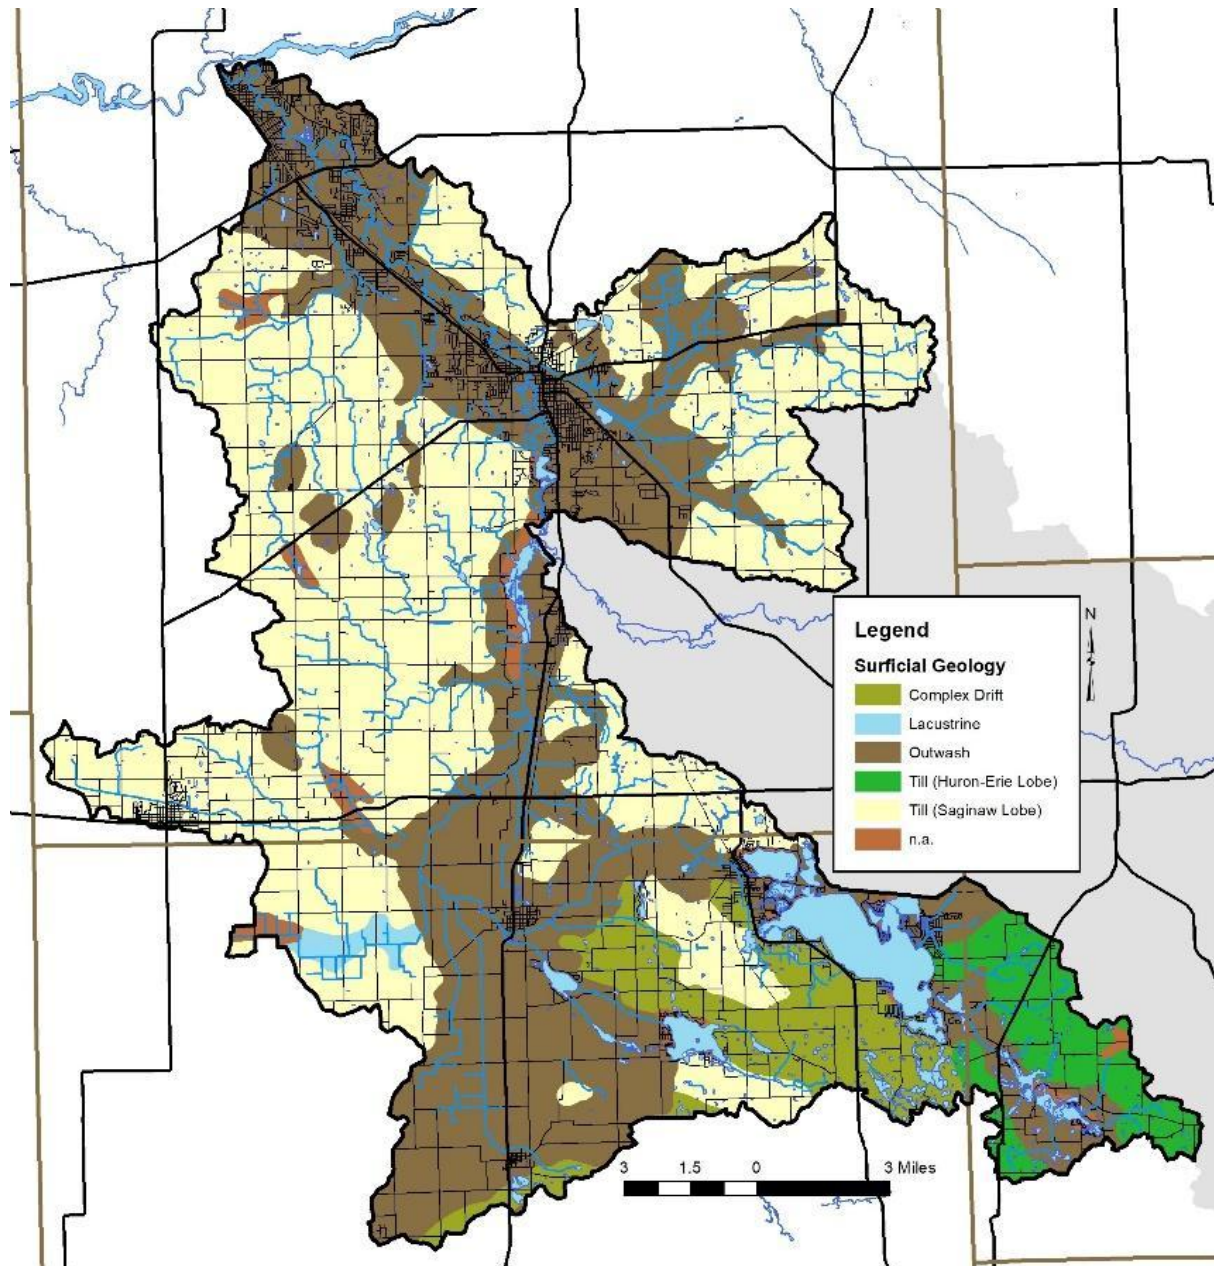 N
Legend
Surficial Geology
Complex Drift
Lacustrine
Outwash
Till (Huron-Erie Lobe)
Till (Saginaw Lobe)
n.a.
3 1.5 0 3 Miles